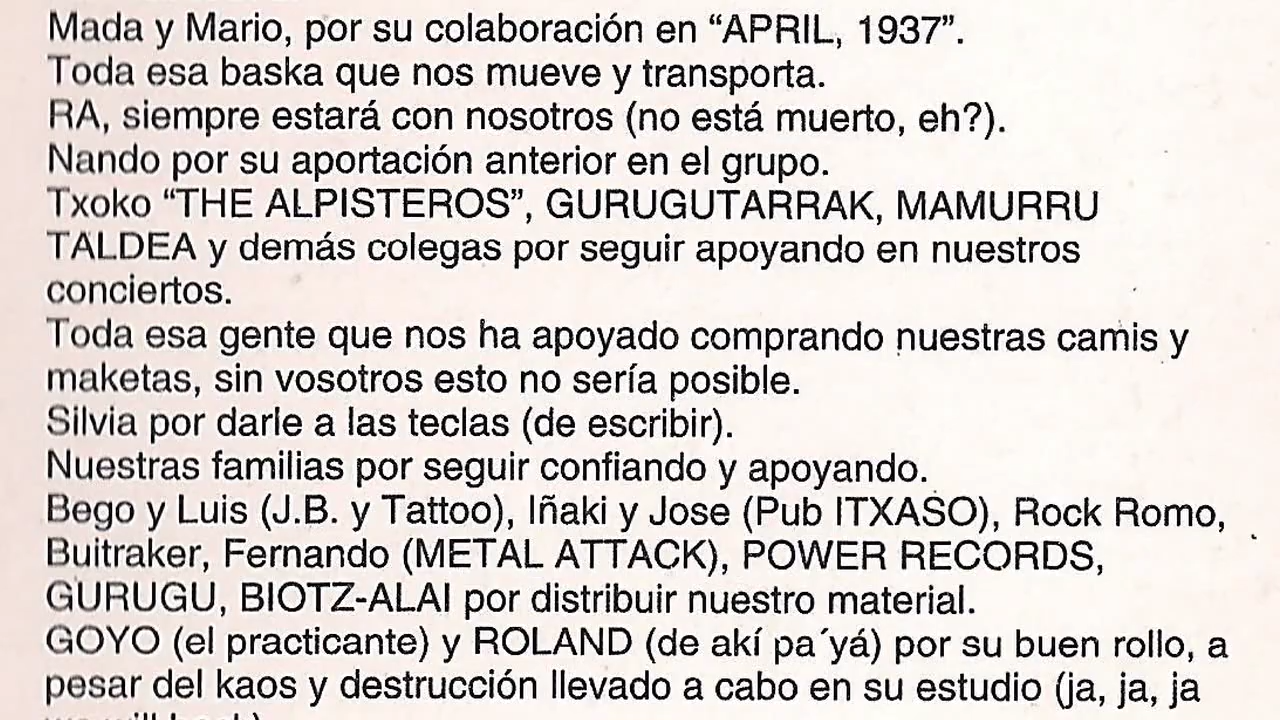 Mada y Mario, por su colaboración en “APRIL, 1937”.
Toda esa baska que nos mueve y transporta.
RA, siempre estará con nosotros (no está muerto, eh?).
Nando por su aportación anterior en el grupo.
Txoko “THE ALPISTEROS”, GURUGUTARRAK, MAMURRU
TALDEA y demás colegas por seguir apoyando en nuestros
conciertos.
Toda esa gente que nos ha apoyado comprando nuestras camis y
maketas, sin vosotros esto no sería posible.
Silvia por darle a las teclas (de escribir).
Nuestras familias por seguir confiando y apoyando.
Bego y Luis (J.B. y Tattoo), Iñaki y Jose (Pub ITXASO), Rock Romo,
Buitraker, Fernando (METAL ATTACK), POWER RECORDS,
GURUGU, BIOTZ-ALAI por distribuir nuestro material.
GOYO (el practicante) y ROLAND (de akí pa´yá) por su buen rollo, a
pesar del kaos y destrucción llevado a cabo en su estudio (ja, ja, ja